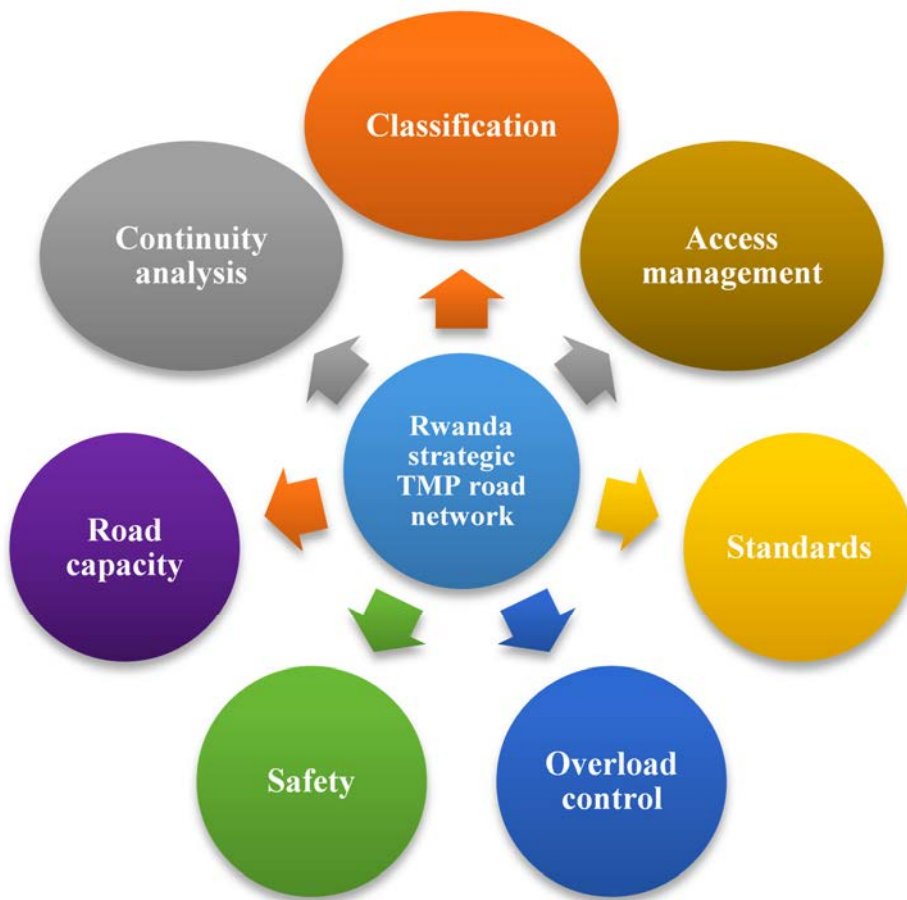 Classification
Continuity
analysis
Access
management
Rwanda
strategic
TMP road
network
Road
capacity
Standards
Safety
Overload
control